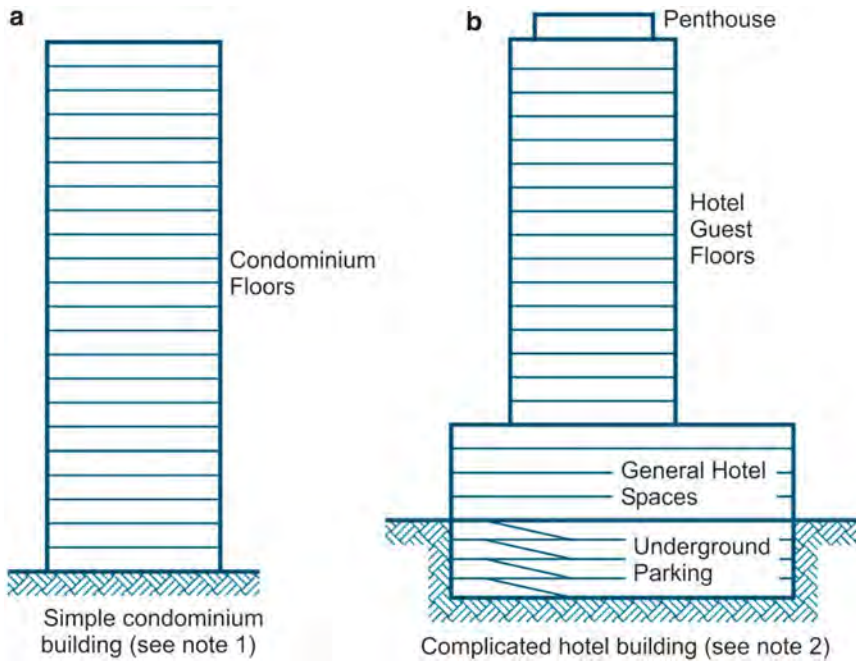 a
Condominium
Floors
Simple condominium
building (see note 1)
b
Penthouse
Hotel
Guest
Floors
General Hotel
Spaces
Underground
Parking
Complicated hotel building (see note 2)